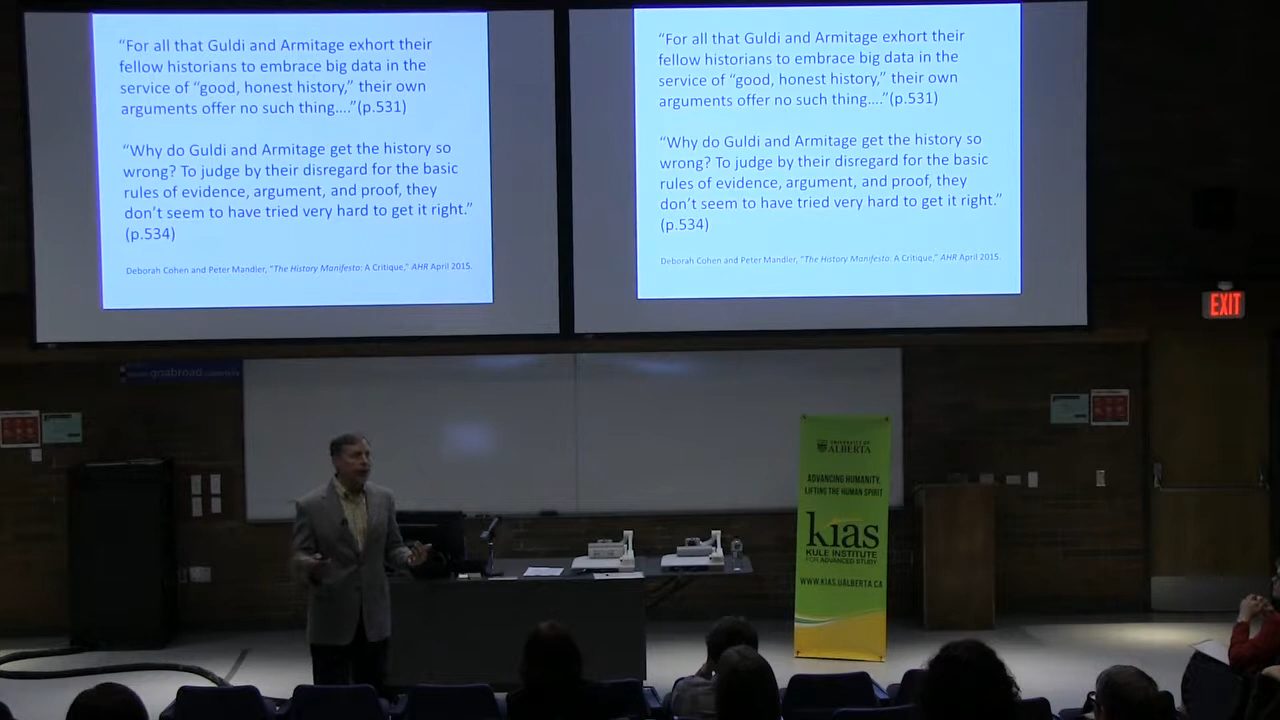 “For all that Guldi and Armitage exhort their
fellow historians to embrace big data in the
service of “good, honest history,” their own
arguments offer no such thing....”(p.531)
“Why do Guldi and Armitage get the history so
wrong? To judge by their disregard for the basic
rules of evidence, argument, and proof, they
don’t seem to have tried very hard to get it right.”
(p.534)
Deborah Cohen and Peter Mandler, “The History Manifesto: A Critique,” AHR April 2015.
“For all that Guldi and Armitage exhort their
fellow historians to embrace big data in the
service of “good, honest history,” their own
arguments offer no such thing....”(p.531)
“Why do Guldi and Armitage get the history so
wrong? To judge by their disregard for the basic
rules of evidence, argument, and proof, they
don’t seem to have tried very hard to get it right.”
(p.534)
Deborah Cohen and Peter Mandler, “The History Manifesto: A Critique,” AHR April 2015.
EXIT
goabroad
UNIVERSITY OF
ALBERTA
ADVANCING HUMANITY,
LIFTING THE HUMAN SPIRIT
kias
KULE INSTITUTE
FOR ADVANCED STUDY
WWW.KIAS.UALBERTA.CA